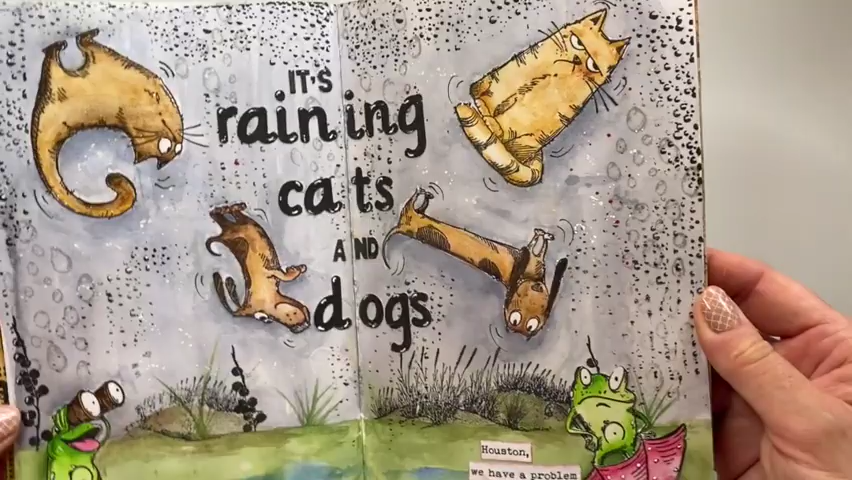 IT'S
raining
cats
AND
dogs
Houston,
we have a problem